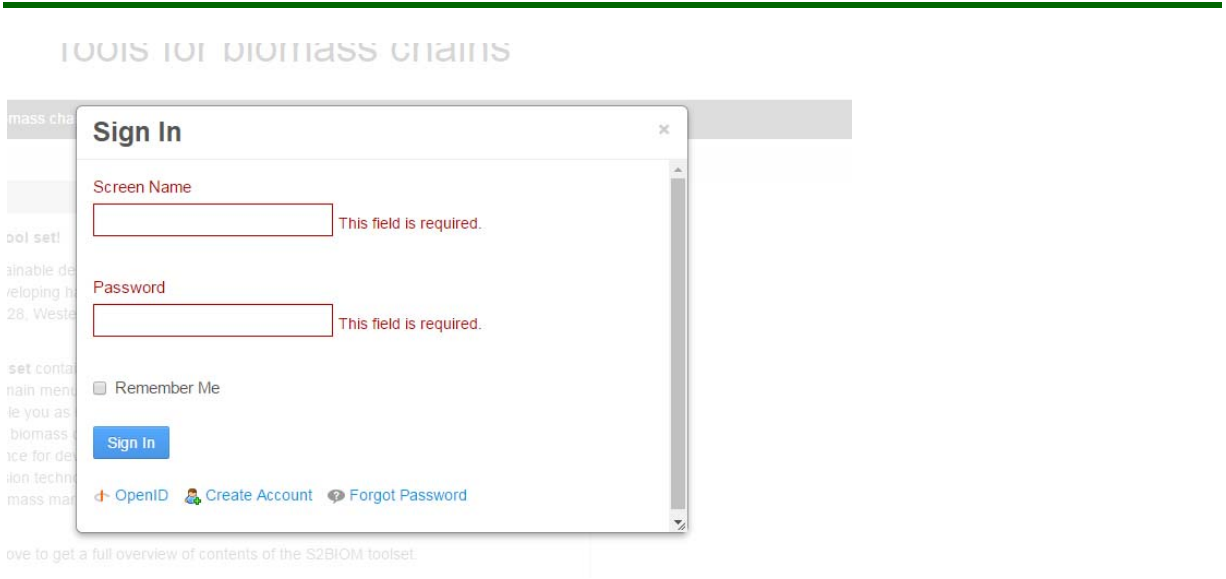 Tools for biomass chains
mass cha
Sign In
×
Screen Name
This field is required.
ool set!
ainable de
Password
veloping ha
28, Weste
This field is required.
set contai
main menu
Remember Me
le you as
biomass
Sign In
nce for dev
sion techno
OpenID Create Account Forgot Password
omass mar
ove to get a full overview of contents of the S2BIOM toolset.